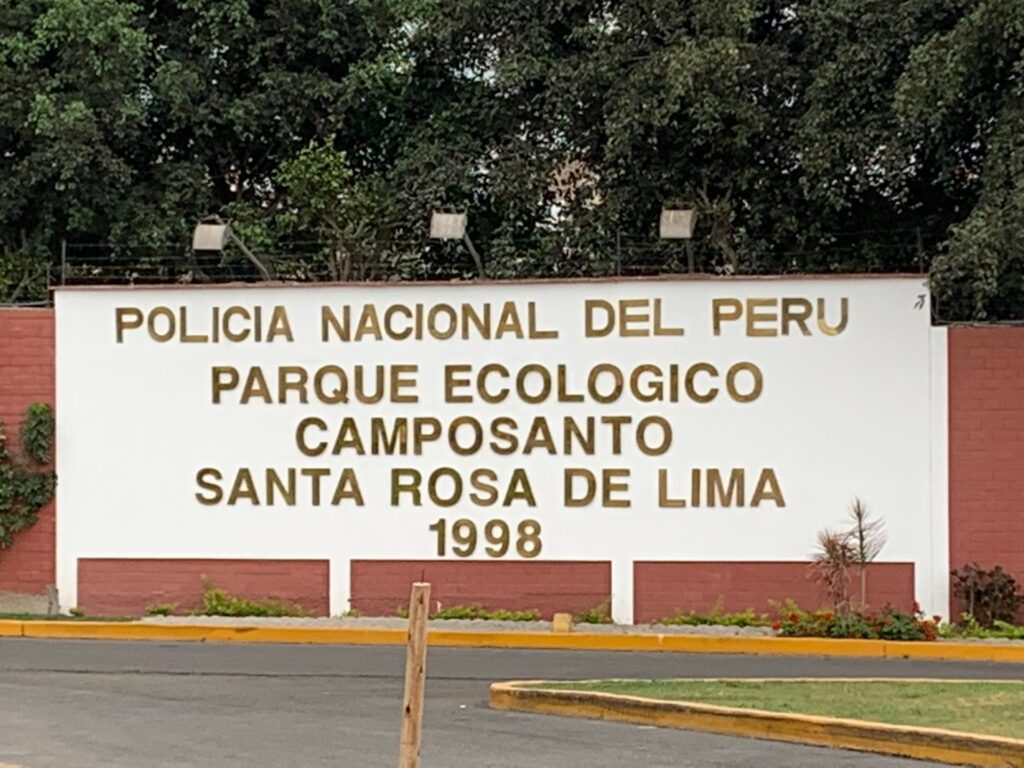 POLICIA NACIONAL DEL PERU
PARQUE ECOLOGICO
CAMPOSANTO
SANTA ROSA DE LIMA
1998